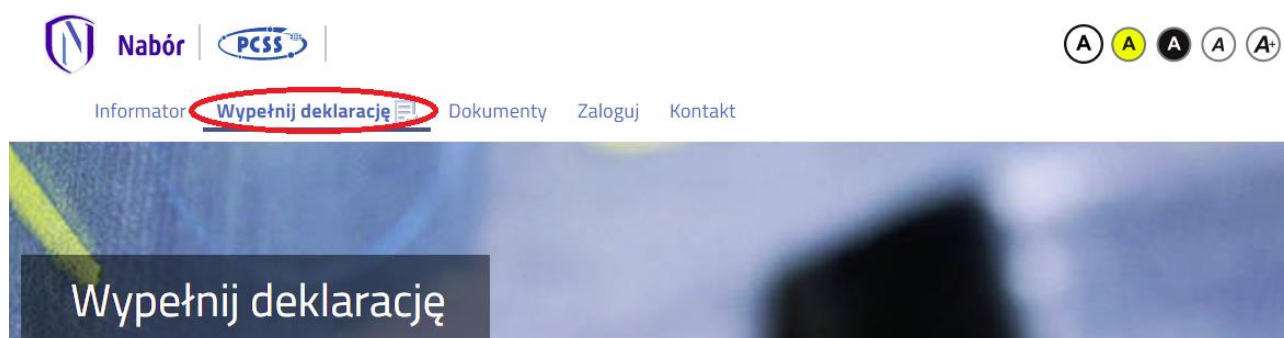 Nabór PCSS A A A A A+
Informator Wypełnij deklarację Dokumenty Zaloguj Kontakt
Wypełnij deklarację